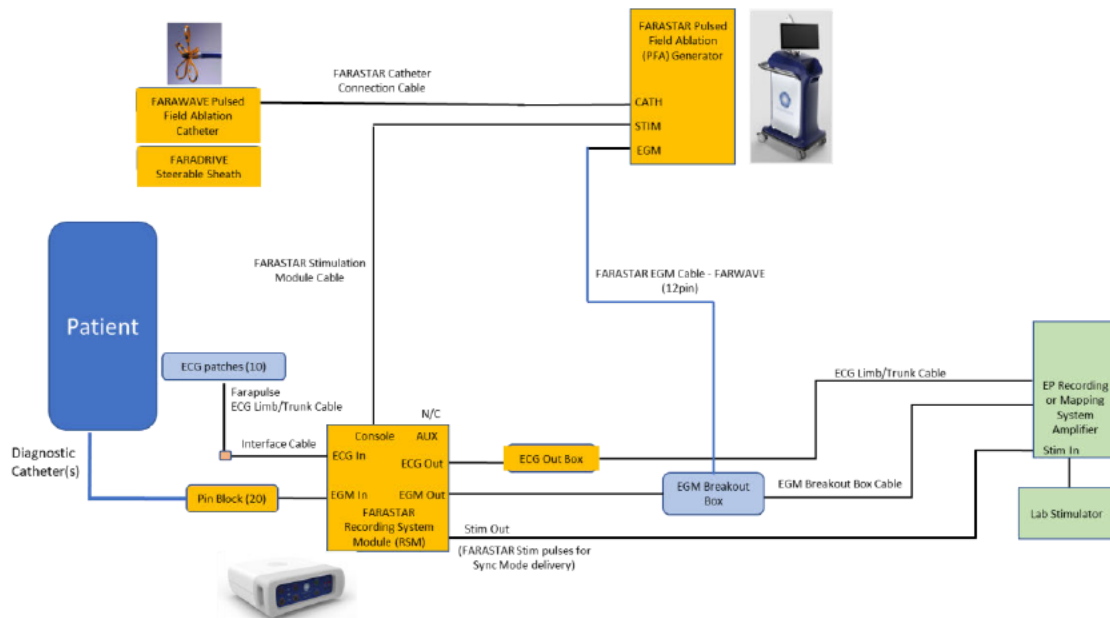 FARASTAR Pulsed
Field Ablation
(PFA) Generator
CATH
STIM
EGM
FARASTAR Catheter
Connection Cable
FARAWAVE Pulsed
Field Ablation
Catheter
FARADRIVE
Steerable Sheath
FARASTAR Stimulation
Module Cable
FARASTAR EGM Cable - FARWAVE
(12pin)
Patient
ECG patches (10)
Farapulse
ECG Limb/Trunk Cable
Interface Cable
Diagnostic
Catheter(s)
Pin Block (20)
N/C
Console
AUX
ECG In
ECG Out
EGM In
EGM Out
FARASTAR
Recording System
Module (RSM)
ECG Out Box
EGM Breakout
Box
ECG Limb/Trunk Cable
EGM Breakout Box Cable
Stim Out
(FARASTAR Stim pulses for
Sync Mode delivery)
EP Recording
or Mapping
System
Amplifier
Stim In
Lab Stimulator